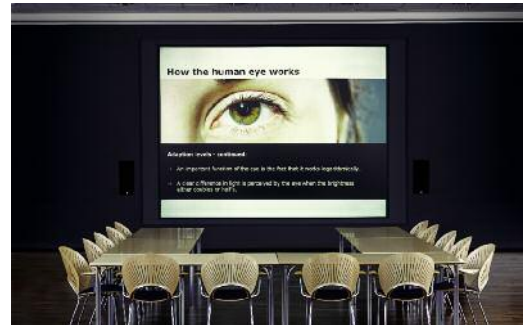 How the human eye works
Adaption levels - continued:
- An important function of the eye is the fact that it works logarithmically.
- A clear difference in light is perceived by the eye when the brightness
either doubles or half's.